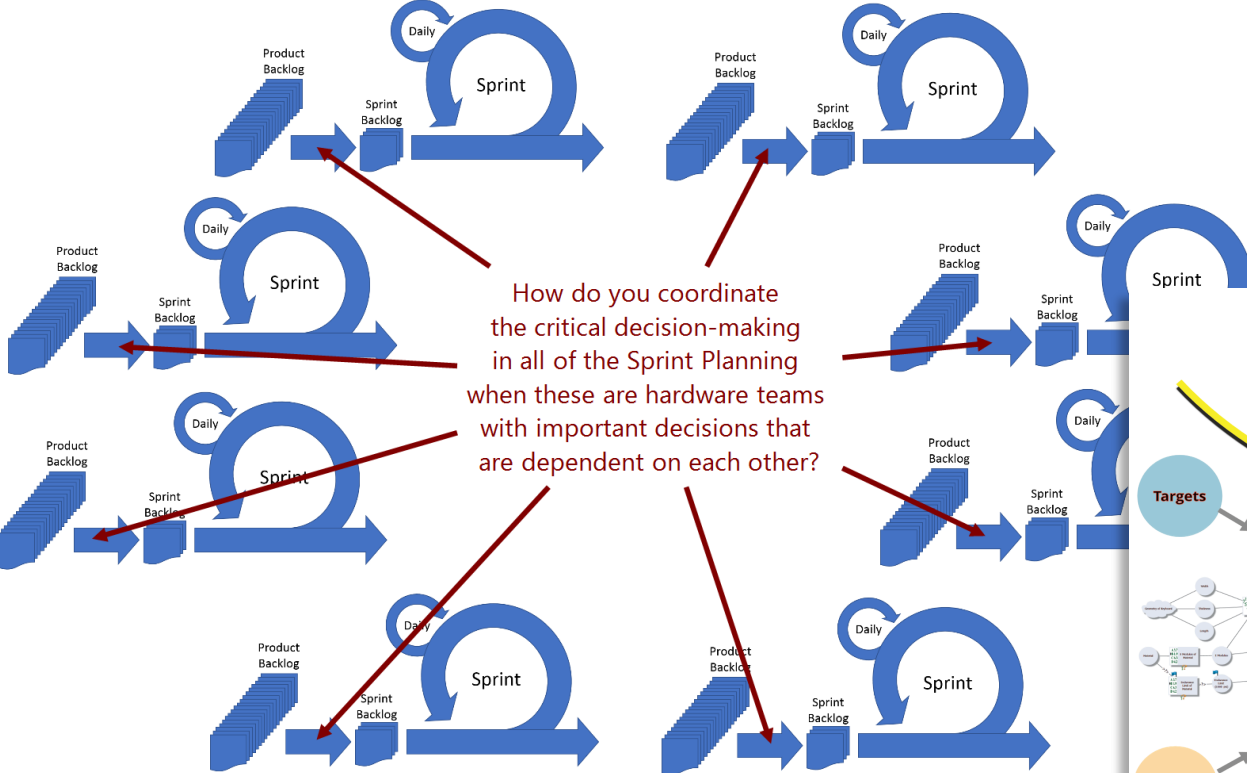 Daily
Product
Backlog
Sprint
Sprint
Backlog
Daily
Product
Backlog
Sprint
Sprint
Backlog
Daily
Product
Backlog
Sprint
Sprint
Backlog
Daily
Product
Backlog
Sprint
Sprint
Backlog
How do you coordinate
the critical decision-making
in all of the Sprint Planning
when these are hardware teams
with important decisions that
are dependent on each other?
Daily
Product
Backlog
Sprint
Sprint
Backlog
Daily
Product
Backlog
Sprint
Backlog
Targets
Daily
Product
Backlog
Sprint
Sprint
Backlog
Daily
Product
Backlog
Sprint
Sprint
Backlog